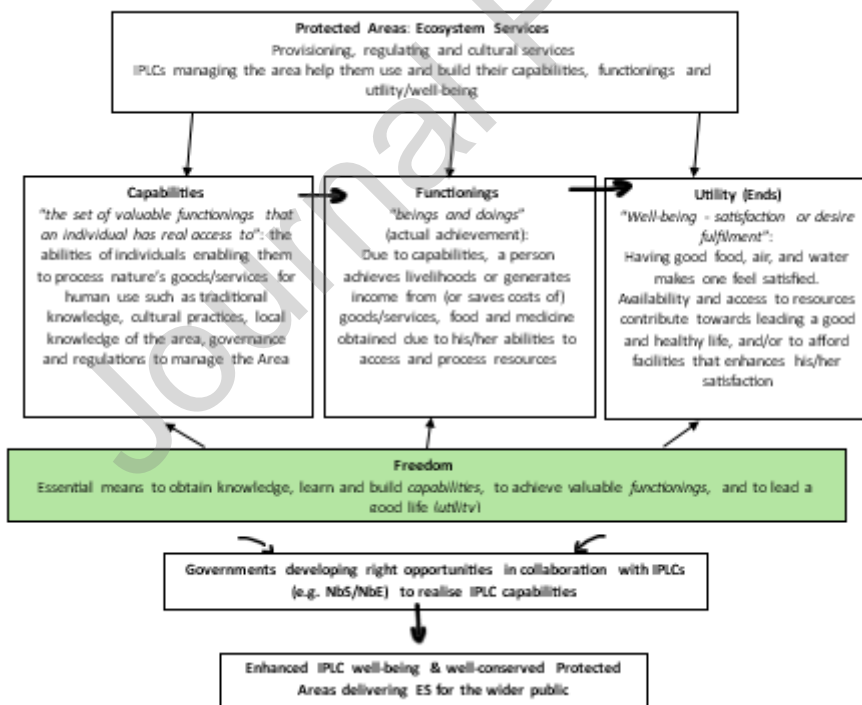 Protected Areas: Ecosystem Services
Provisioning, regulating and cultural services
IPLCs managing the area help them use and build their capabilities, functionings and
utility/well-being
Capabilities
"the set of valuable functionings that
an individual has real access to": the
abilities of individuals enabling them
to process nature's goods/services for
human use such as traditional
knowledge, cultural practices, local
knowledge of the area, governance
and regulations to manage the Area
Functionings
"beings and doings"
(actual achievement):
Due to capabilities, a person
achieves livelihoods or generates
income from (or saves costs of)
goods/services, food and medicine
obtained due to his/her abilities to
access and process resources
Utility (Ends)
"Well-being - satisfaction or desire
fulfilment":
Having good food, air, and water
makes one feel satisfied.
Availability and access to resources
contribute towards leading a good
and healthy life, and/or to afford
facilities that enhances his/her
satisfaction
Freedom
Essential means to obtain knowledge, learn and build capabilities, to achieve valuable functionings, and to lead a
good life (utility)
Governments developing right opportunities in collaboration with IPLCs
(e.g. NbS/NbE) to realise IPLC capabilities
Enhanced IPLC well-being & well-conserved Protected
Areas delivering ES for the wider public
Journal P